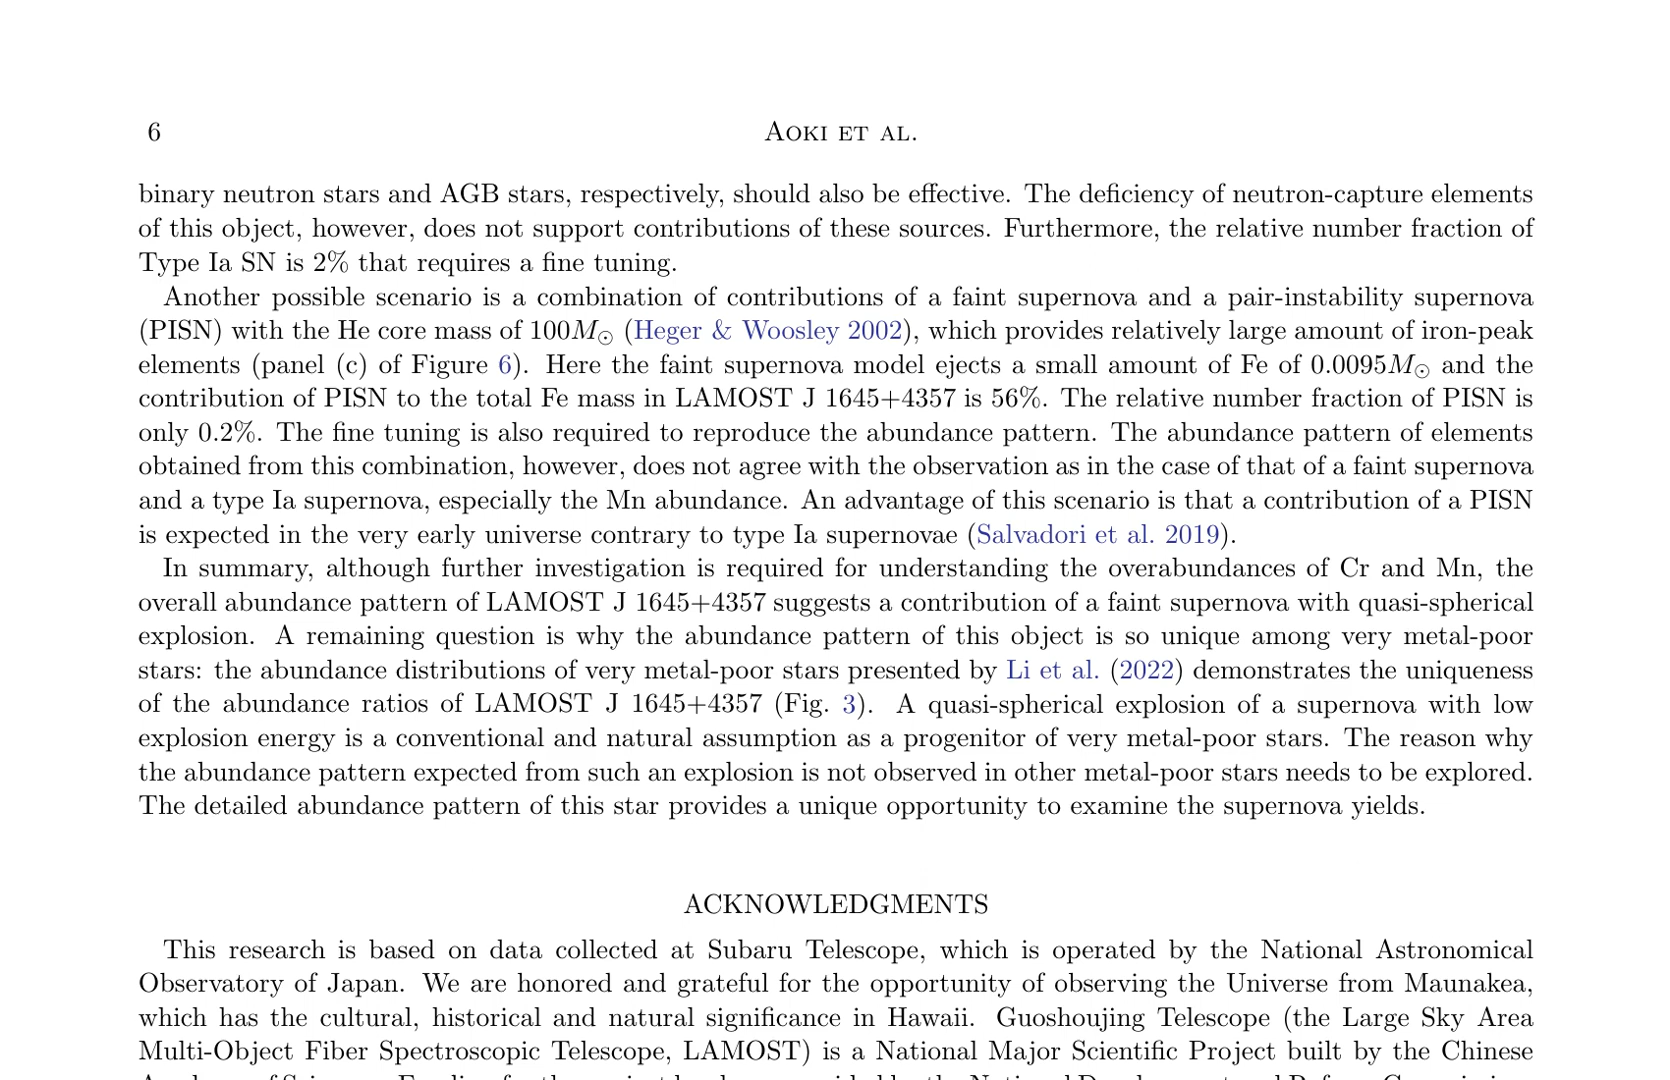 6
AOKI ET AL.
binary neutron stars and AGB stars, respectively, should also be effective. The deficiency of neutron-capture elements
of this object, however, does not support contributions of these sources. Furthermore, the relative number fraction of
Type Ia SN is 2% that requires a fine tuning.
Another possible scenario is a combination of contributions of a faint supernova and a pair-instability supernova
(PISN) with the He core mass of 100M⊙ (Heger & Woosley 2002), which provides relatively large amount of iron-peak
elements (panel (c) of Figure 6). Here the faint supernova model ejects a small amount of Fe of 0.0095M⊙ and the
contribution of PISN to the total Fe mass in LAMOST J 1645+4357 is 56%. The relative number fraction of PISN is
only 0.2%. The fine tuning is also required to reproduce the abundance pattern. The abundance pattern of elements
obtained from this combination, however, does not agree with the observation as in the case of that of a faint supernova
and a type Ia supernova, especially the Mn abundance. An advantage of this scenario is that a contribution of a PISN
is expected in the very early universe contrary to type Ia supernovae (Salvadori et al. 2019).
In summary, although further investigation is required for understanding the overabundances of Cr and Mn, the
overall abundance pattern of LAMOST J 1645+4357 suggests a contribution of a faint supernova with quasi-spherical
explosion. A remaining question is why the abundance pattern of this object is so unique among very metal-poor
stars: the abundance distributions of very metal-poor stars presented by Li et al. (2022) demonstrates the uniqueness
of the abundance ratios of LAMOST J 1645+4357 (Fig. 3). A quasi-spherical explosion of a supernova with low
explosion energy is a conventional and natural assumption as a progenitor of very metal-poor stars. The reason why
the abundance pattern expected from such an explosion is not observed in other metal-poor stars needs to be explored.
The detailed abundance pattern of this star provides a unique opportunity to examine the supernova yields.
ACKNOWLEDGMENTS
This research is based on data collected at Subaru Telescope, which is operated by the National Astronomical
Observatory of Japan. We are honored and grateful for the opportunity of observing the Universe from Maunakea,
which has the cultural, historical and natural significance in Hawaii. Guoshoujing Telescope (the Large Sky Area
Multi-Object Fiber Spectroscopic Telescope, LAMOST) is a National Major Scientific Project built by the Chinese